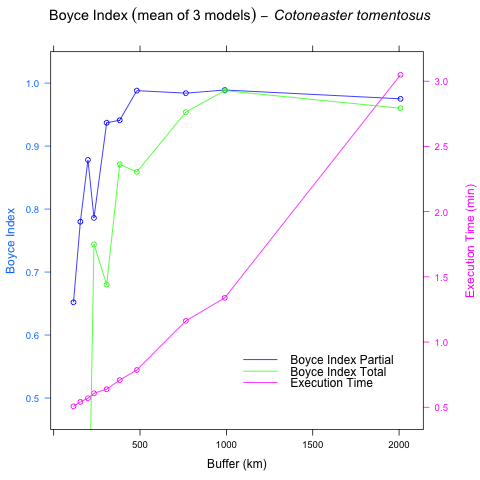 Boyce Index (mean of 3 models) – Cotoneaster tomentosus
1.0
0.9
0.8
0.7
0.6
0.5
Boyce Index
3.0
2.5
2.0
1.5
1.0
0.5
Execution Time (min)
Boyce Index Partial
Boyce Index Total
Execution Time
500 1000 1500 2000
Buffer (km)